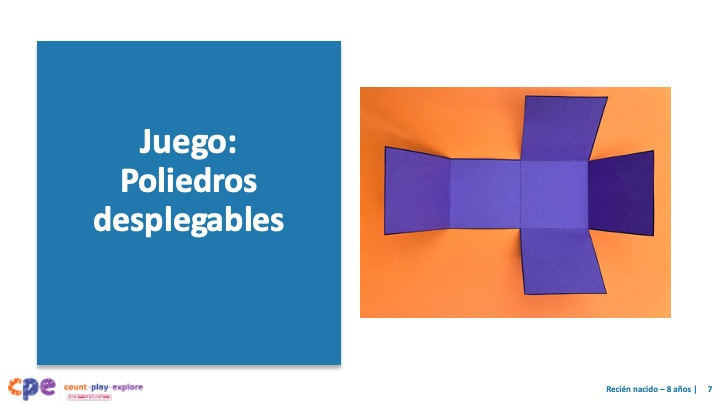 Juego:
Poliedros
desplegables
cpe
count-play-explore
Recién nacido – 8 años | 7